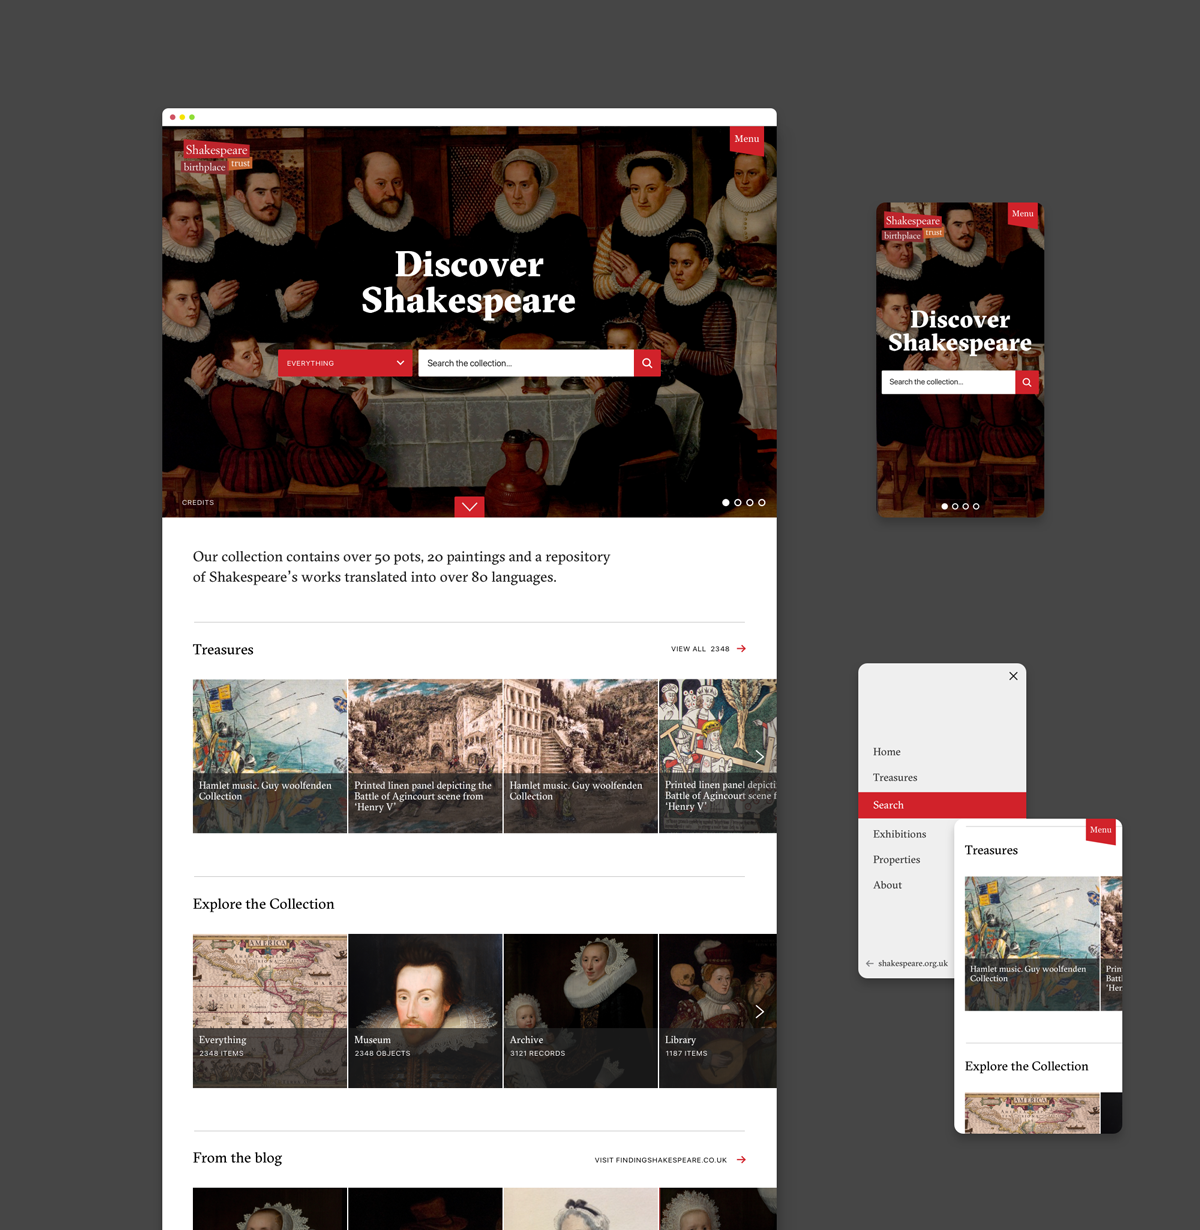 Shakespeare
birthplace trust
Menu
Discover
Shakespeare
EVERYTHING
Search the collection...
CREDITS
Our collection contains over 50 pots, 20 paintings and a repository
of Shakespeare's works translated into over 80 languages.
Treasures
VIEW ALL 2348
Hamlet music. Guy woolfenden
Collection
Printed linen panel depicting the
Battle of Agincourt scene from
'Henry V'
Hamlet music. Guy woolfenden
Collection
Printed linen panel depicti
Battle of Agincourt scene f
'Henry V'
Explore the Collection
AMERICA
Everything
2348 ITEMS
Museum
2348 OBJECTS
Archive
3121 RECORDS
Library
1187 ITEMS
From the blog
VISIT FINDINGSHAKESPEARE.CO.UK
Shakespeare
birthplace trust
Menu
Discover
Shakespeare
Search the collection...
Home
Treasures
Search
Exhibitions
Properties
About
shakespeare.org.uk
Menu
Treasures
Hamlet music. Guy woolfenden
Collection
Prin
Batt
'Her
Explore the Collection
AMERICA